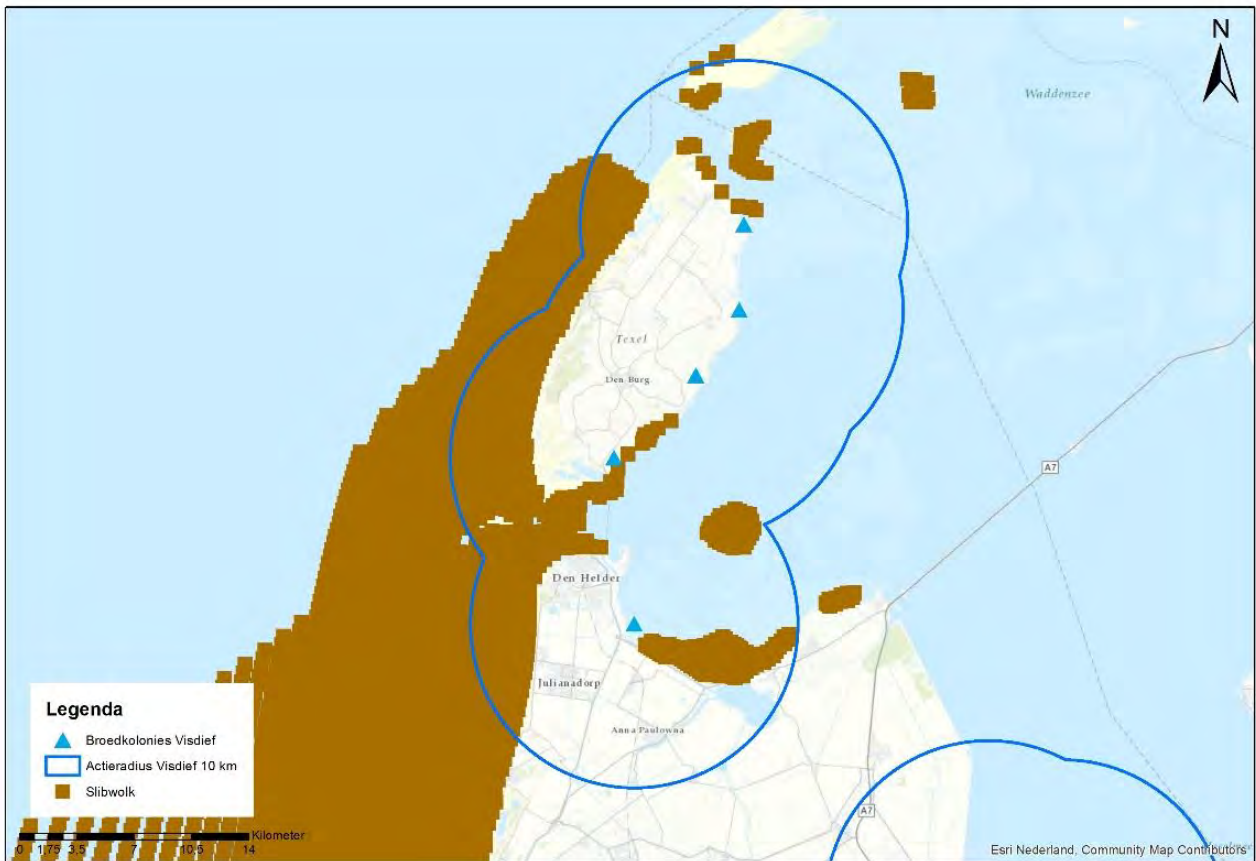 N
Waddenzee
Texel
Den Burg
A7
Den Helder
Julianadorp
Anna Paulowna
A7
Legenda
Broedkolonies Visdief
Actieradius Visdief 10 km
Slibwolk
Kilometer
0 1,75 3,5 7 10,5 14
Esri Nederland, Community Map Contributors